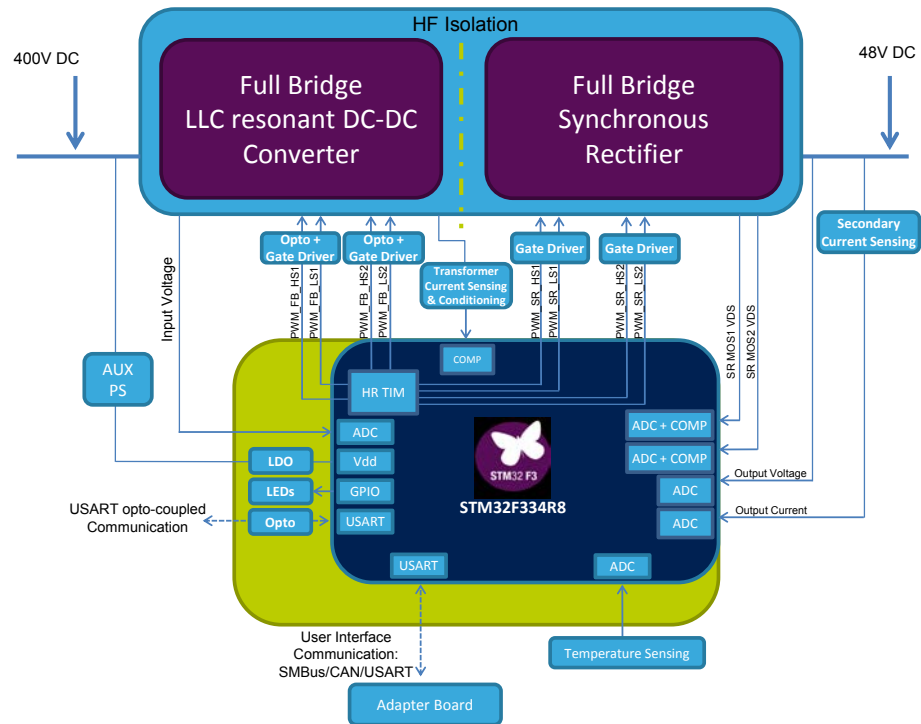 HF Isolation
400V DC
48V DC
Full Bridge
LLC resonant DC-DC
Converter
Full Bridge
Synchronous
Rectifier
Opto +
Gate Driver
Opto +
Gate Driver
Gate Driver
Gate Driver
Secondary
Current Sensing
Transformer
Current Sensing
& Conditioning
Input Voltage
PWM_FB_HS1
PWM_FB_LS1
PWM_FB_HS2
PWM_FB_LS2
PWM_SR_HS1
PWM_SR_LS1
PWM_SR_HS2
PWM_SR_LS2
SR MOS1 VDS
SR MOS2 VDS
AUX
PS
COMP
HR TIM
ADC
Vdd
GPIO
USART
LDO
LEDs
Opto
USART opto-coupled
Communication
STM32 F3
STM32F334R8
ADC + COMP
ADC + COMP
ADC
ADC
Output Voltage
Output Current
USART
ADC
User Interface
Communication:
SMBus/CAN/USART
Adapter Board
Temperature Sensing